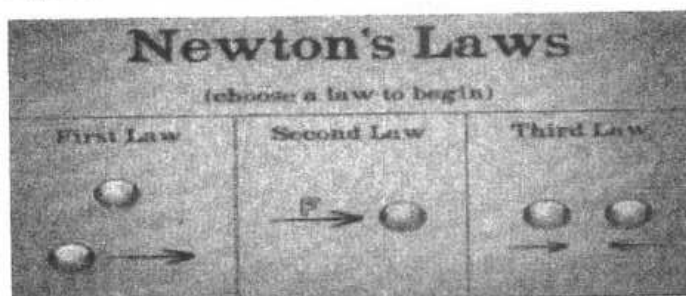 Newton's Laws
(choose a law to begin)
First Law
Second Law
Third Law
F